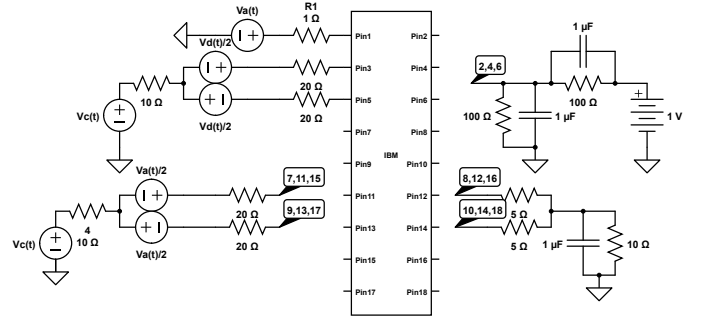 Va(t)
R1
1 Ω
Vd(t)/2
20 Ω
10 Ω
Vc(t)
20 Ω
Vd(t)/2
Va(t)/2
7,11,15
20 Ω
9,13,17
4
10 Ω
Vc(t)
20 Ω
Va(t)/2
Pin1
Pin2
Pin3
Pin4
Pin5
Pin6
Pin7
Pin8
IBM
Pin9
Pin10
Pin11
Pin12
Pin13
Pin14
Pin15
Pin16
Pin17
Pin18
1 µF
2,4,6
100 Ω
100 Ω
1 µF
+
1 V
8,12,16
5 Ω
10,14,18
5 Ω
1 µF
10 Ω